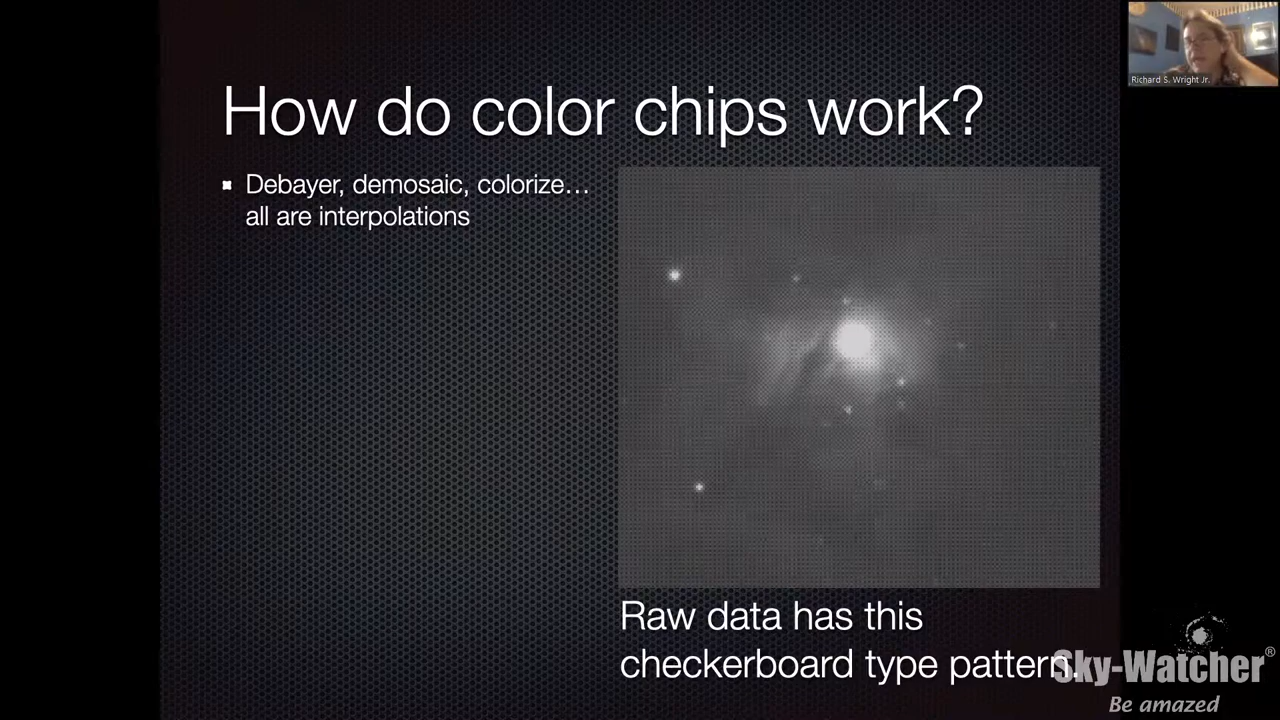 Richard S. Wright Jr.
How do color chips work?
Debayer, demosaic, colorize…
all are interpolations
Raw data has this
checkerboard type pattern.
Sky-Watcher®
Be amazed